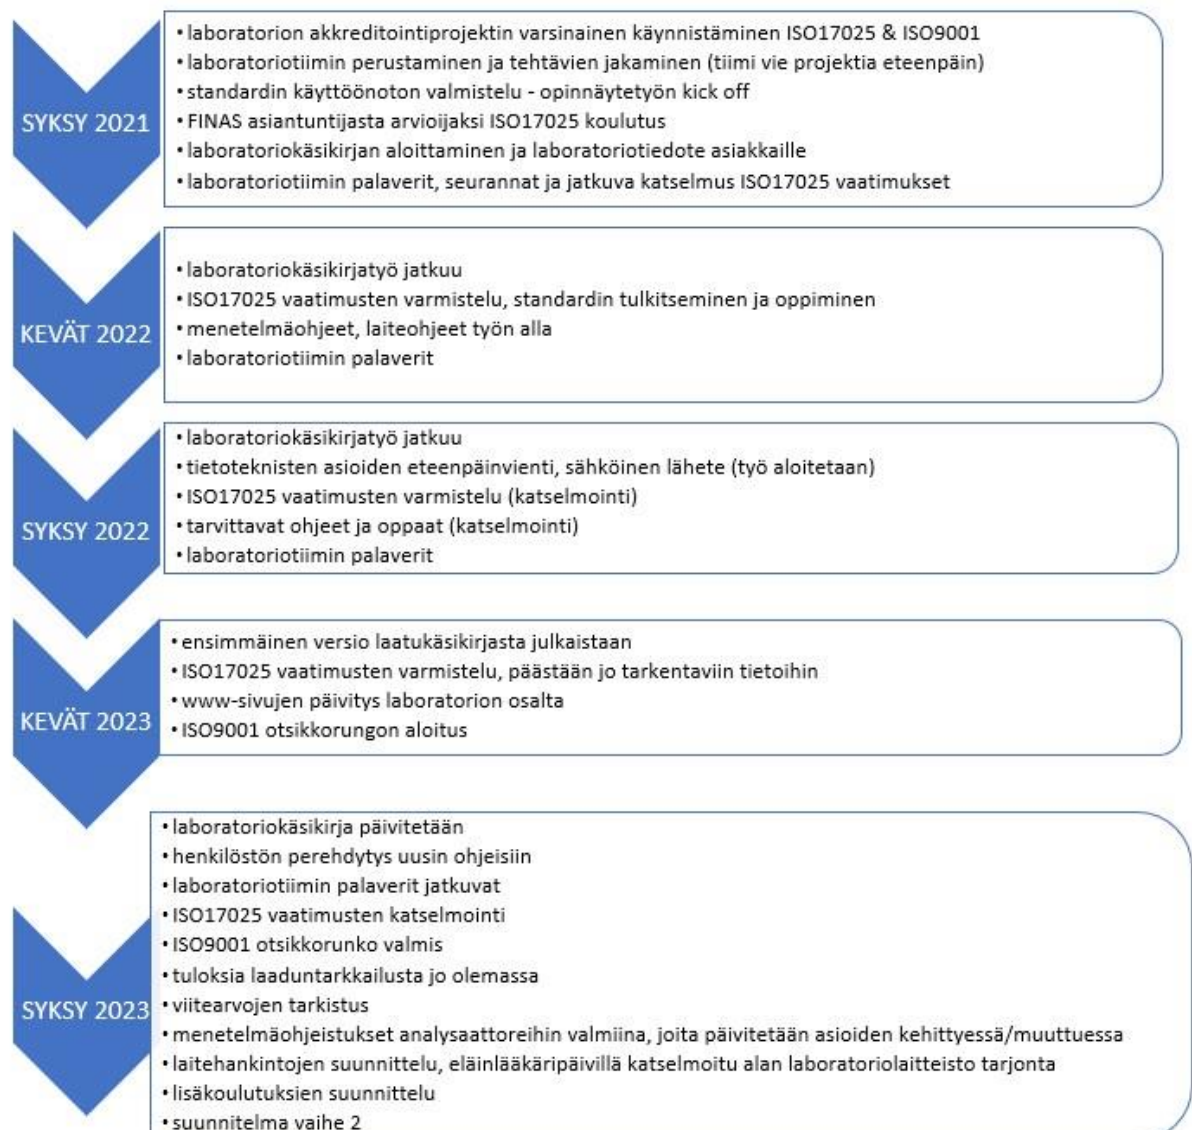 SYKSY 2021
• laboratorion akkreditointiprojektin varsinainen käynnistäminen ISO17025 & ISO9001
• laboratoriotiimin perustaminen ja tehtävien jakaminen (tiimi vie projektia eteenpäin)
• standardin käyttöönoton valmistelu - opinnäytetyön kick off
• FINAS asiantuntijasta arvioijaksi ISO17025 koulutus
• laboratoriokäsikirjan aloittaminen ja laboratoriotiedote asiakkaille
• laboratoriotiimin palaverit, seurannat ja jatkuva katselmus ISO17025 vaatimukset
KEVÄT 2022
• laboratoriokäsikirjatyö jatkuu
• ISO17025 vaatimusten varmistelu, standardin tulkitseminen ja oppiminen
• menetelmäohjeet, laiteohjeet työn alla
• laboratoriotiimin palaverit
SYKSY 2022
• laboratoriokäsikirjatyö jatkuu
• tietoteknisten asioiden eteenpäinvienti, sähköinen lähete (työ aloitetaan)
• ISO17025 vaatimusten varmistelu (katselmointi)
• tarvittavat ohjeet ja oppaat (katselmointi)
• laboratoriotiimin palaverit
KEVÄT 2023
• ensimmäinen versio laatukäsikirjasta julkaistaan
• ISO17025 vaatimusten varmistelu, päästään jo tarkentaviin tietoihin
• www-sivujen päivitys laboratorion osalta
• ISO9001 otsikkorungon aloitus
SYKSY 2023
• laboratoriokäsikirja päivitetään
• henkilöstön perehdytys uusin ohjeisiin
• laboratoriotiimin palaverit jatkuvat
• ISO17025 vaatimusten katselmointi
• ISO9001 otsikkorunko valmis
• tuloksia laaduntarkkailusta jo olemassa
• viitearvojen tarkistus
• menetelmäohjeistukset analysaattoreihin valmiina, joita päivitetään asioiden kehittyessä/muuttuessa
• laitehankintojen suunnittelu, eläinlääkäripäivillä katselmoitu alan laboratoriolaitteisto tarjonta
• lisäkoulutuksien suunnittelu
• suunnitelma vaihe 2